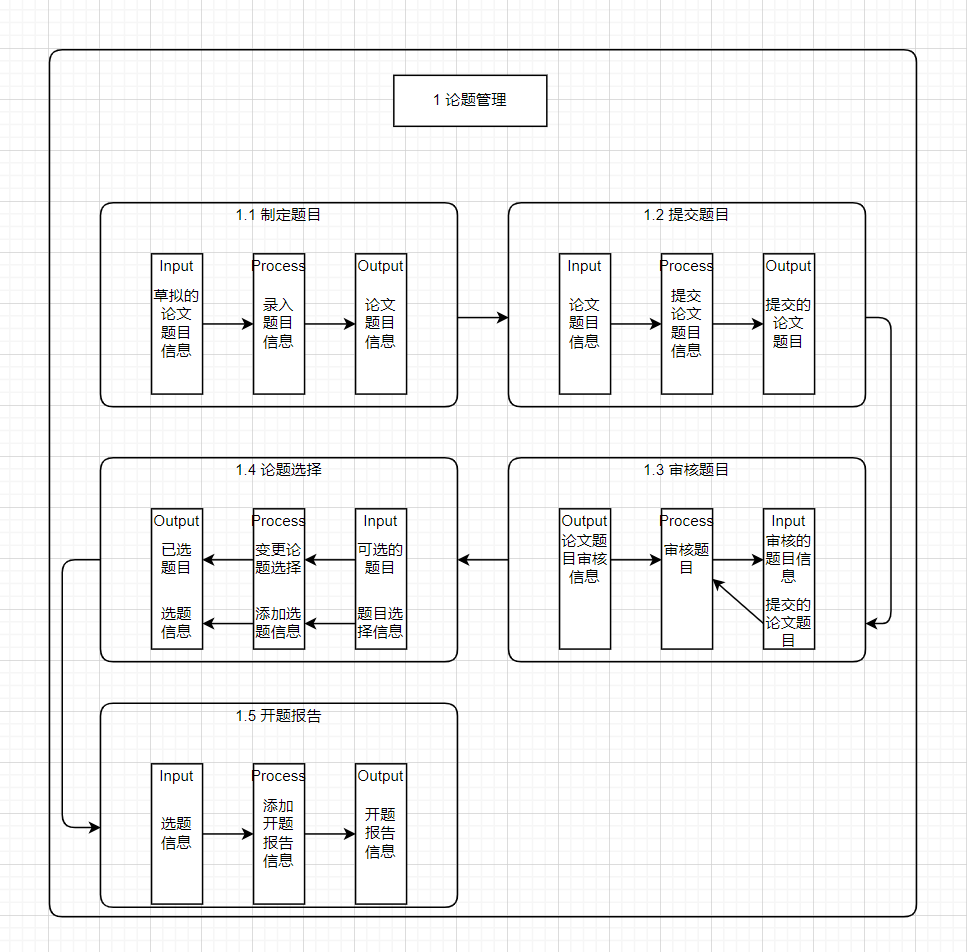 1 论题管理
1.1 制定题目
Input
草拟的
论文
题目
信息
Process
录入
题目
信息
Output
论文
题目
信息
1.2 提交题目
Input
论文
题目
信息
Process
提交
论文
题目
信息
Output
提交的
论文
题目
1.4 论题选择
Output
已选
题目
选题
信息
Process
变更论
题选择
添加选
题信息
Input
可选的
题目
题目选
择信息
1.3 审核题目
Output
论文题
目审核
信息
Process
审核题
目
Input
审核的
题目信
息
提交的
论文题
目
1.5 开题报告
Input
选题
信息
Process
添加
开题
报告
信息
Output
开题
报告
信息